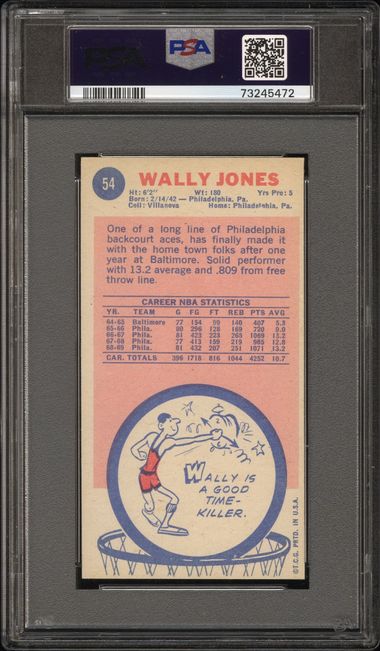 PSA
73245472
54
WALLY JONES
Ht: 6'2" Wt: 180 Yrs Pro: 5
Born: 2/14/42 — Philadelphia, Pa.
Coll: Villanova Home: Philadelphia, Pa.
One of a long line of Philadelphia
backcourt aces, has finally made it
with the home town folks after one
year at Baltimore. Solid performer
with 13.2 average and .809 from free
throw line.
CAREER NBA STATISTICS
YR. TEAM G FG FT REB PTS AVG
64-65 Baltimore 77 154 99 140 407 5.3
65-66 Phila. 80 296 128 169 720 9.0
66-67 Phila. 81 423 223 265 1069 13.2
67-68 Phila. 77 413 159 219 985 12.8
68-69 Phila. 81 432 207 251 1071 13.2
CAR. TOTALS 396 1718 816 1044 4252 10.7
WALLY IS
A GOOD
TIME-
KILLER.
©T.C.G. PRTD. IN U.S.A.